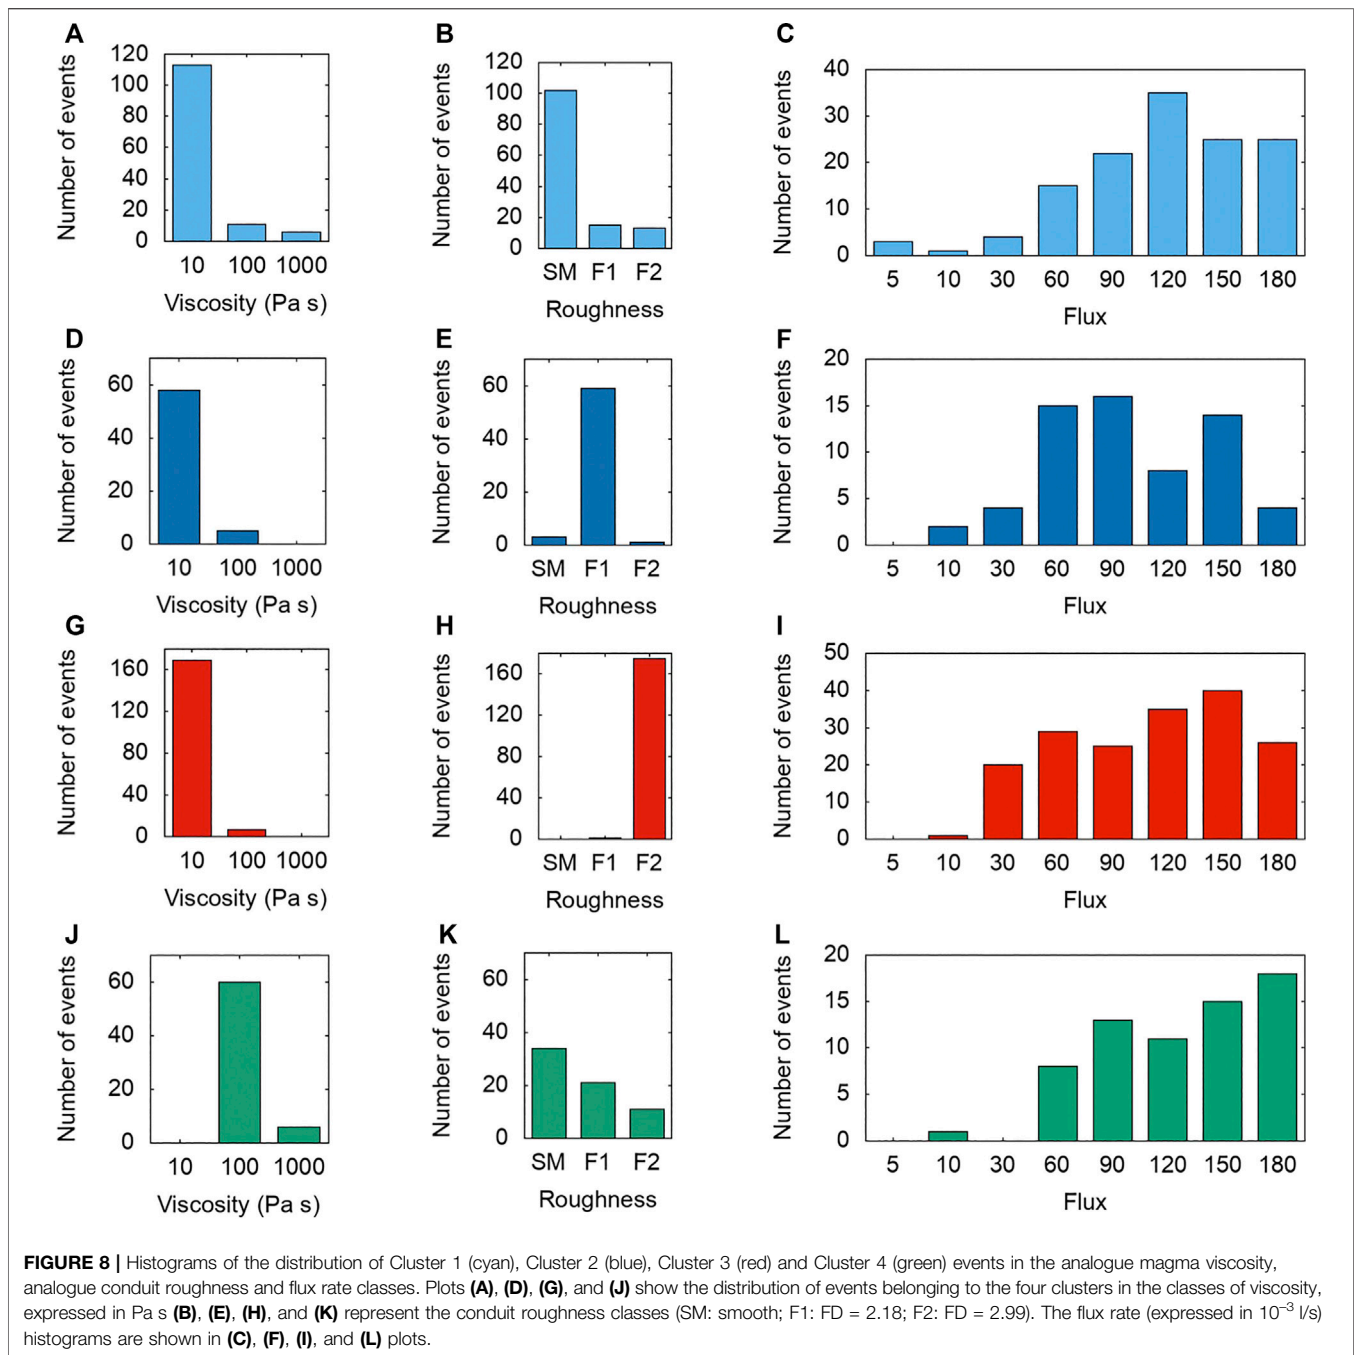 A
Number of events
120
100
80
60
40
20
0
10 100 1000
Viscosity (Pa s)
B
Number of events
120
100
80
60
40
20
0
SM F1 F2
Roughness
C
Number of events
40
30
20
10
0
5 10 30 60 90 120 150 180
Flux
D
Number of events
60
40
20
0
10 100 1000
Viscosity (Pa s)
E
Number of events
60
40
20
0
SM F1 F2
Roughness
F
Number of events
20
15
10
5
0
5 10 30 60 90 120 150 180
Flux
G
Number of events
160
120
80
40
0
10 100 1000
Viscosity (Pa s)
H
Number of events
160
120
80
40
0
SM F1 F2
Roughness
I
Number of events
50
40
30
20
10
0
5 10 30 60 90 120 150 180
Flux
J
Number of events
60
40
20
0
10 100 1000
Viscosity (Pa s)
K
Number of events
60
40
20
0
SM F1 F2
Roughness
L
Number of events
20
15
10
5
0
5 10 30 60 90 120 150 180
Flux
FIGURE 8 | Histograms of the distribution of Cluster 1 (cyan), Cluster 2 (blue), Cluster 3 (red) and Cluster 4 (green) events in the analogue magma viscosity,
analogue conduit roughness and flux rate classes. Plots (A), (D), (G), and (J) show the distribution of events belonging to the four clusters in the classes of viscosity,
expressed in Pa s (B), (E), (H), and (K) represent the conduit roughness classes (SM: smooth; F1: FD = 2.18; F2: FD = 2.99). The flux rate (expressed in 10⁻³ l/s)
histograms are shown in (C), (F), (I), and (L) plots.